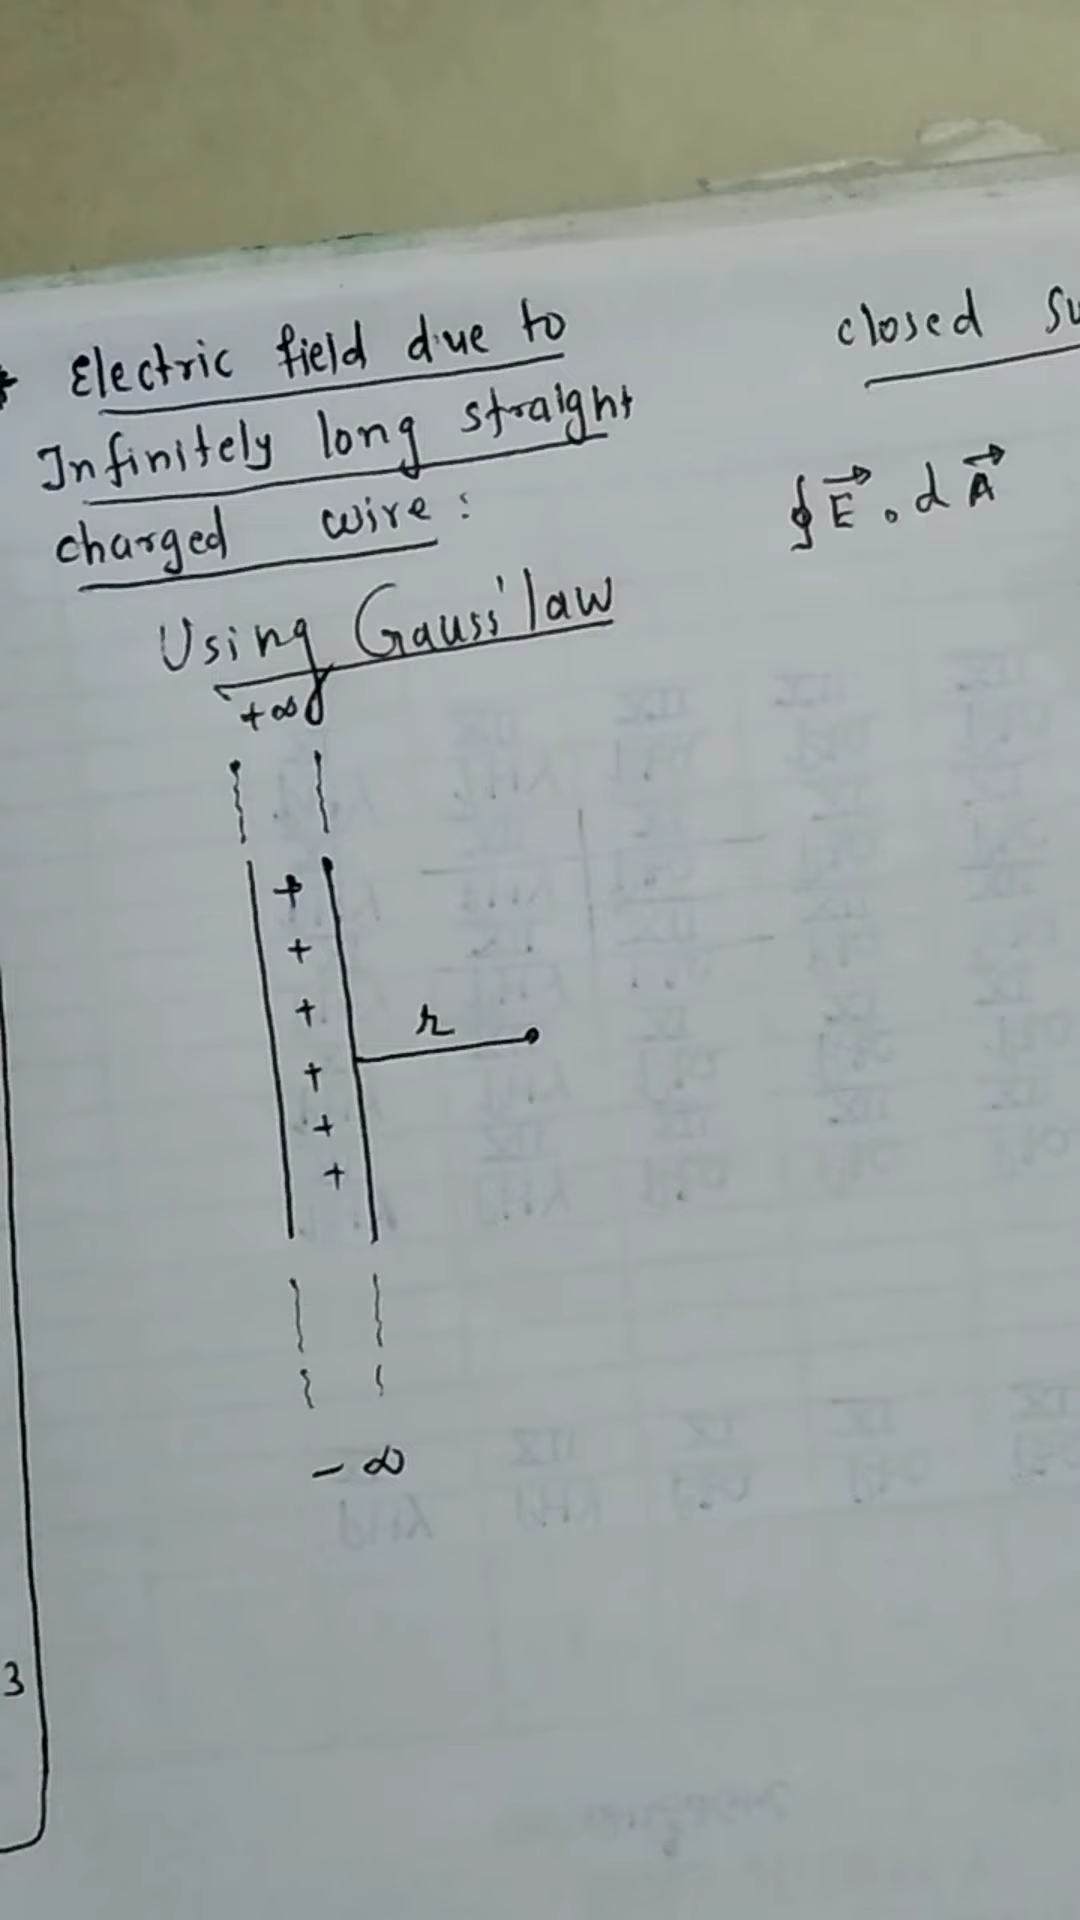 Electric field due to
Infinitely long straight
charged wire:
Using Gauss' law
+∞
+
+
+
r
+
+
+
- ∞
3
closed
∮E⃗ . dA⃗